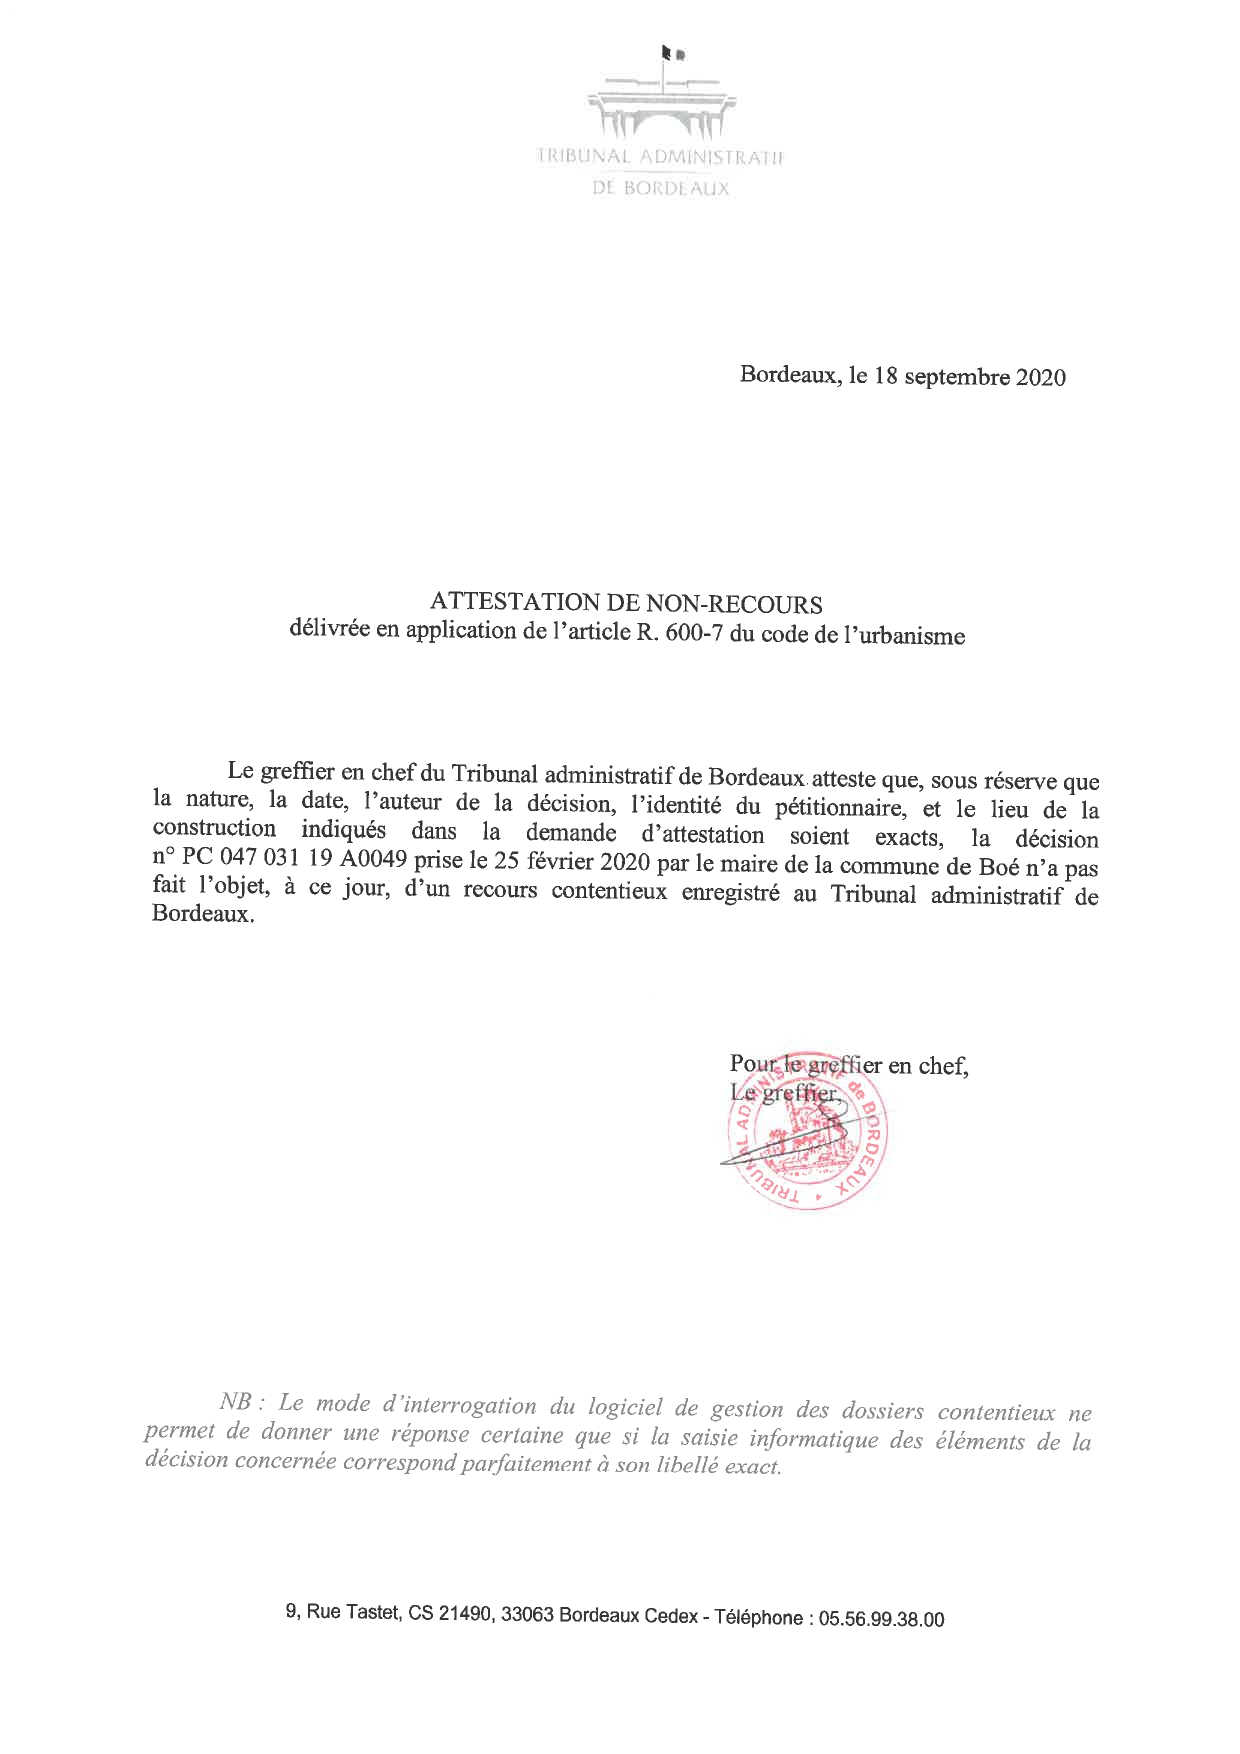 TRIBUNAL ADMINISTRATIF
DE BORDEAUX
Bordeaux, le 18 septembre 2020
ATTESTATION DE NON-RECOURS
délivrée en application de l'article R. 600-7 du code de l'urbanisme
Le greffier en chef du Tribunal administratif de Bordeaux atteste que, sous réserve que
la nature, la date, l'auteur de la décision, l'identité du pétitionnaire, et le lieu de la
construction indiqués dans la demande d'attestation soient exacts, la décision
n° PC 047 031 19 A0049 prise le 25 février 2020 par le maire de la commune de Boé n'a pas
fait l'objet, à ce jour, d'un recours contentieux enregistré au Tribunal administratif de
Bordeaux.
Pour le greffier en chef,
Le greffier,
TRIBUNAL ADMINISTRATIF de BORDEAUX *
NB : Le mode d'interrogation du logiciel de gestion des dossiers contentieux ne
permet de donner une réponse certaine que si la saisie informatique des éléments de la
décision concernée correspond parfaitement à son libellé exact.
9, Rue Tastet, CS 21490, 33063 Bordeaux Cedex - Téléphone : 05.56.99.38.00